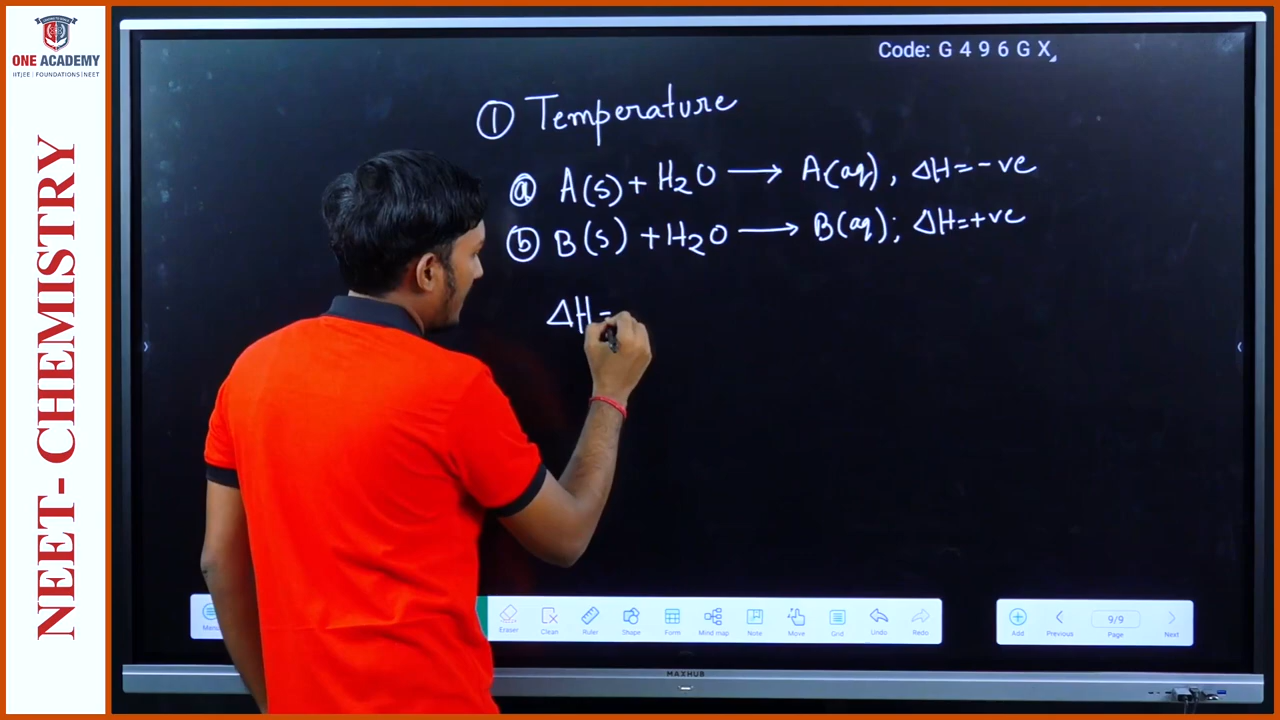 ONE ACADEMY
IIT|JEE | FOUNDATIONS | NEET
NEET- CHEMISTRY
Code: G 4 9 6 G X
① Temperature
ⓐ A(s) + H₂O ⟶ A(aq), ΔH = -ve
ⓑ B(s) + H₂O ⟶ B(aq); ΔH = +ve
ΔH =
Eraser Clean Ruler Shape Form Mind map Note Move Grid Undo Redo
Add Previous 9/9 Page Next
MAXHUB